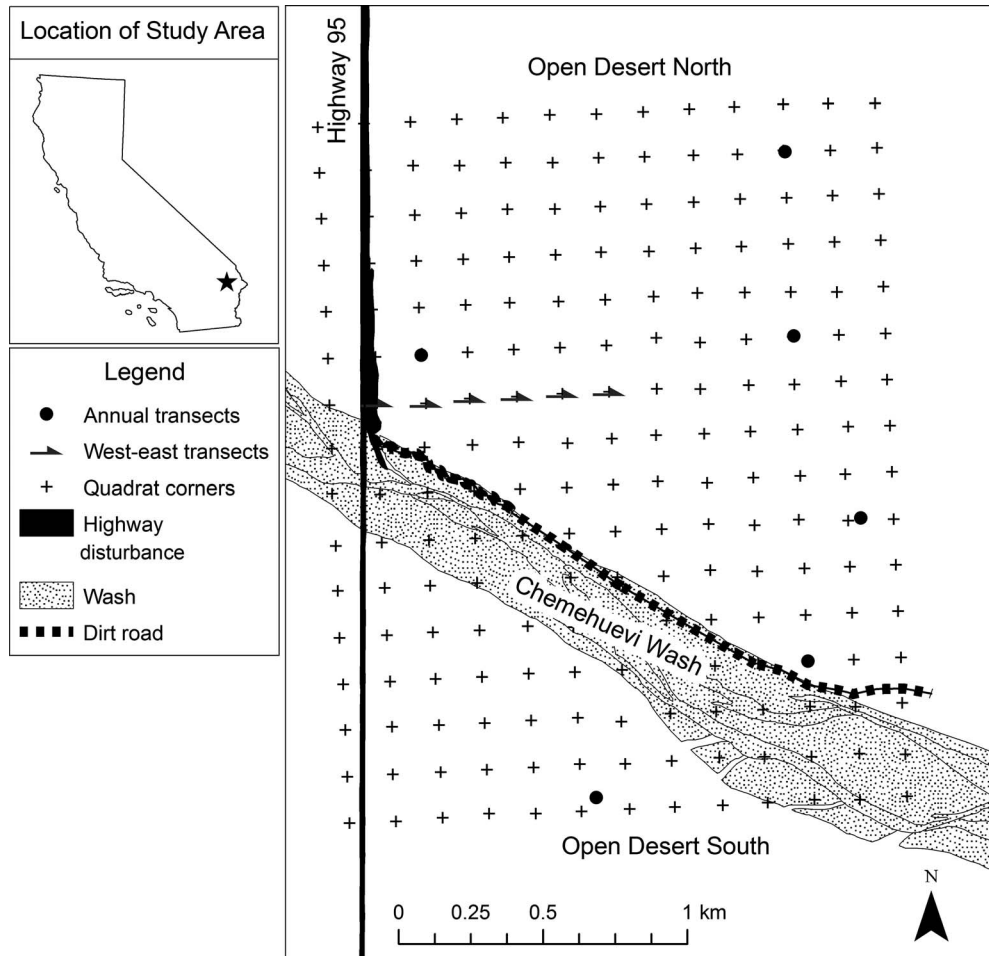 Location of Study Area
Legend
Annual transects
West-east transects
Quadrat corners
Highway
disturbance
Wash
Dirt road
Highway 95
Open Desert North
Chemehuevi Wash
Open Desert South
0 0.25 0.5 1 km
N